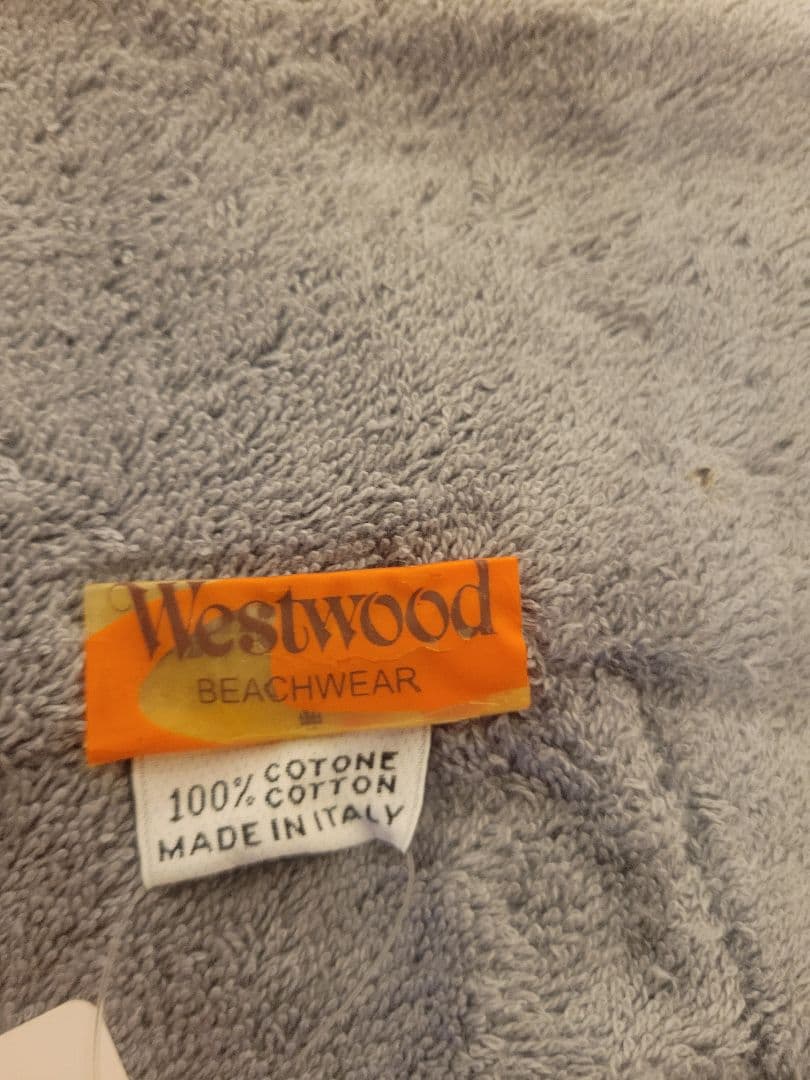 Westwood
BEACHWEAR
100% COTONE
COTTON
MADE IN ITALY